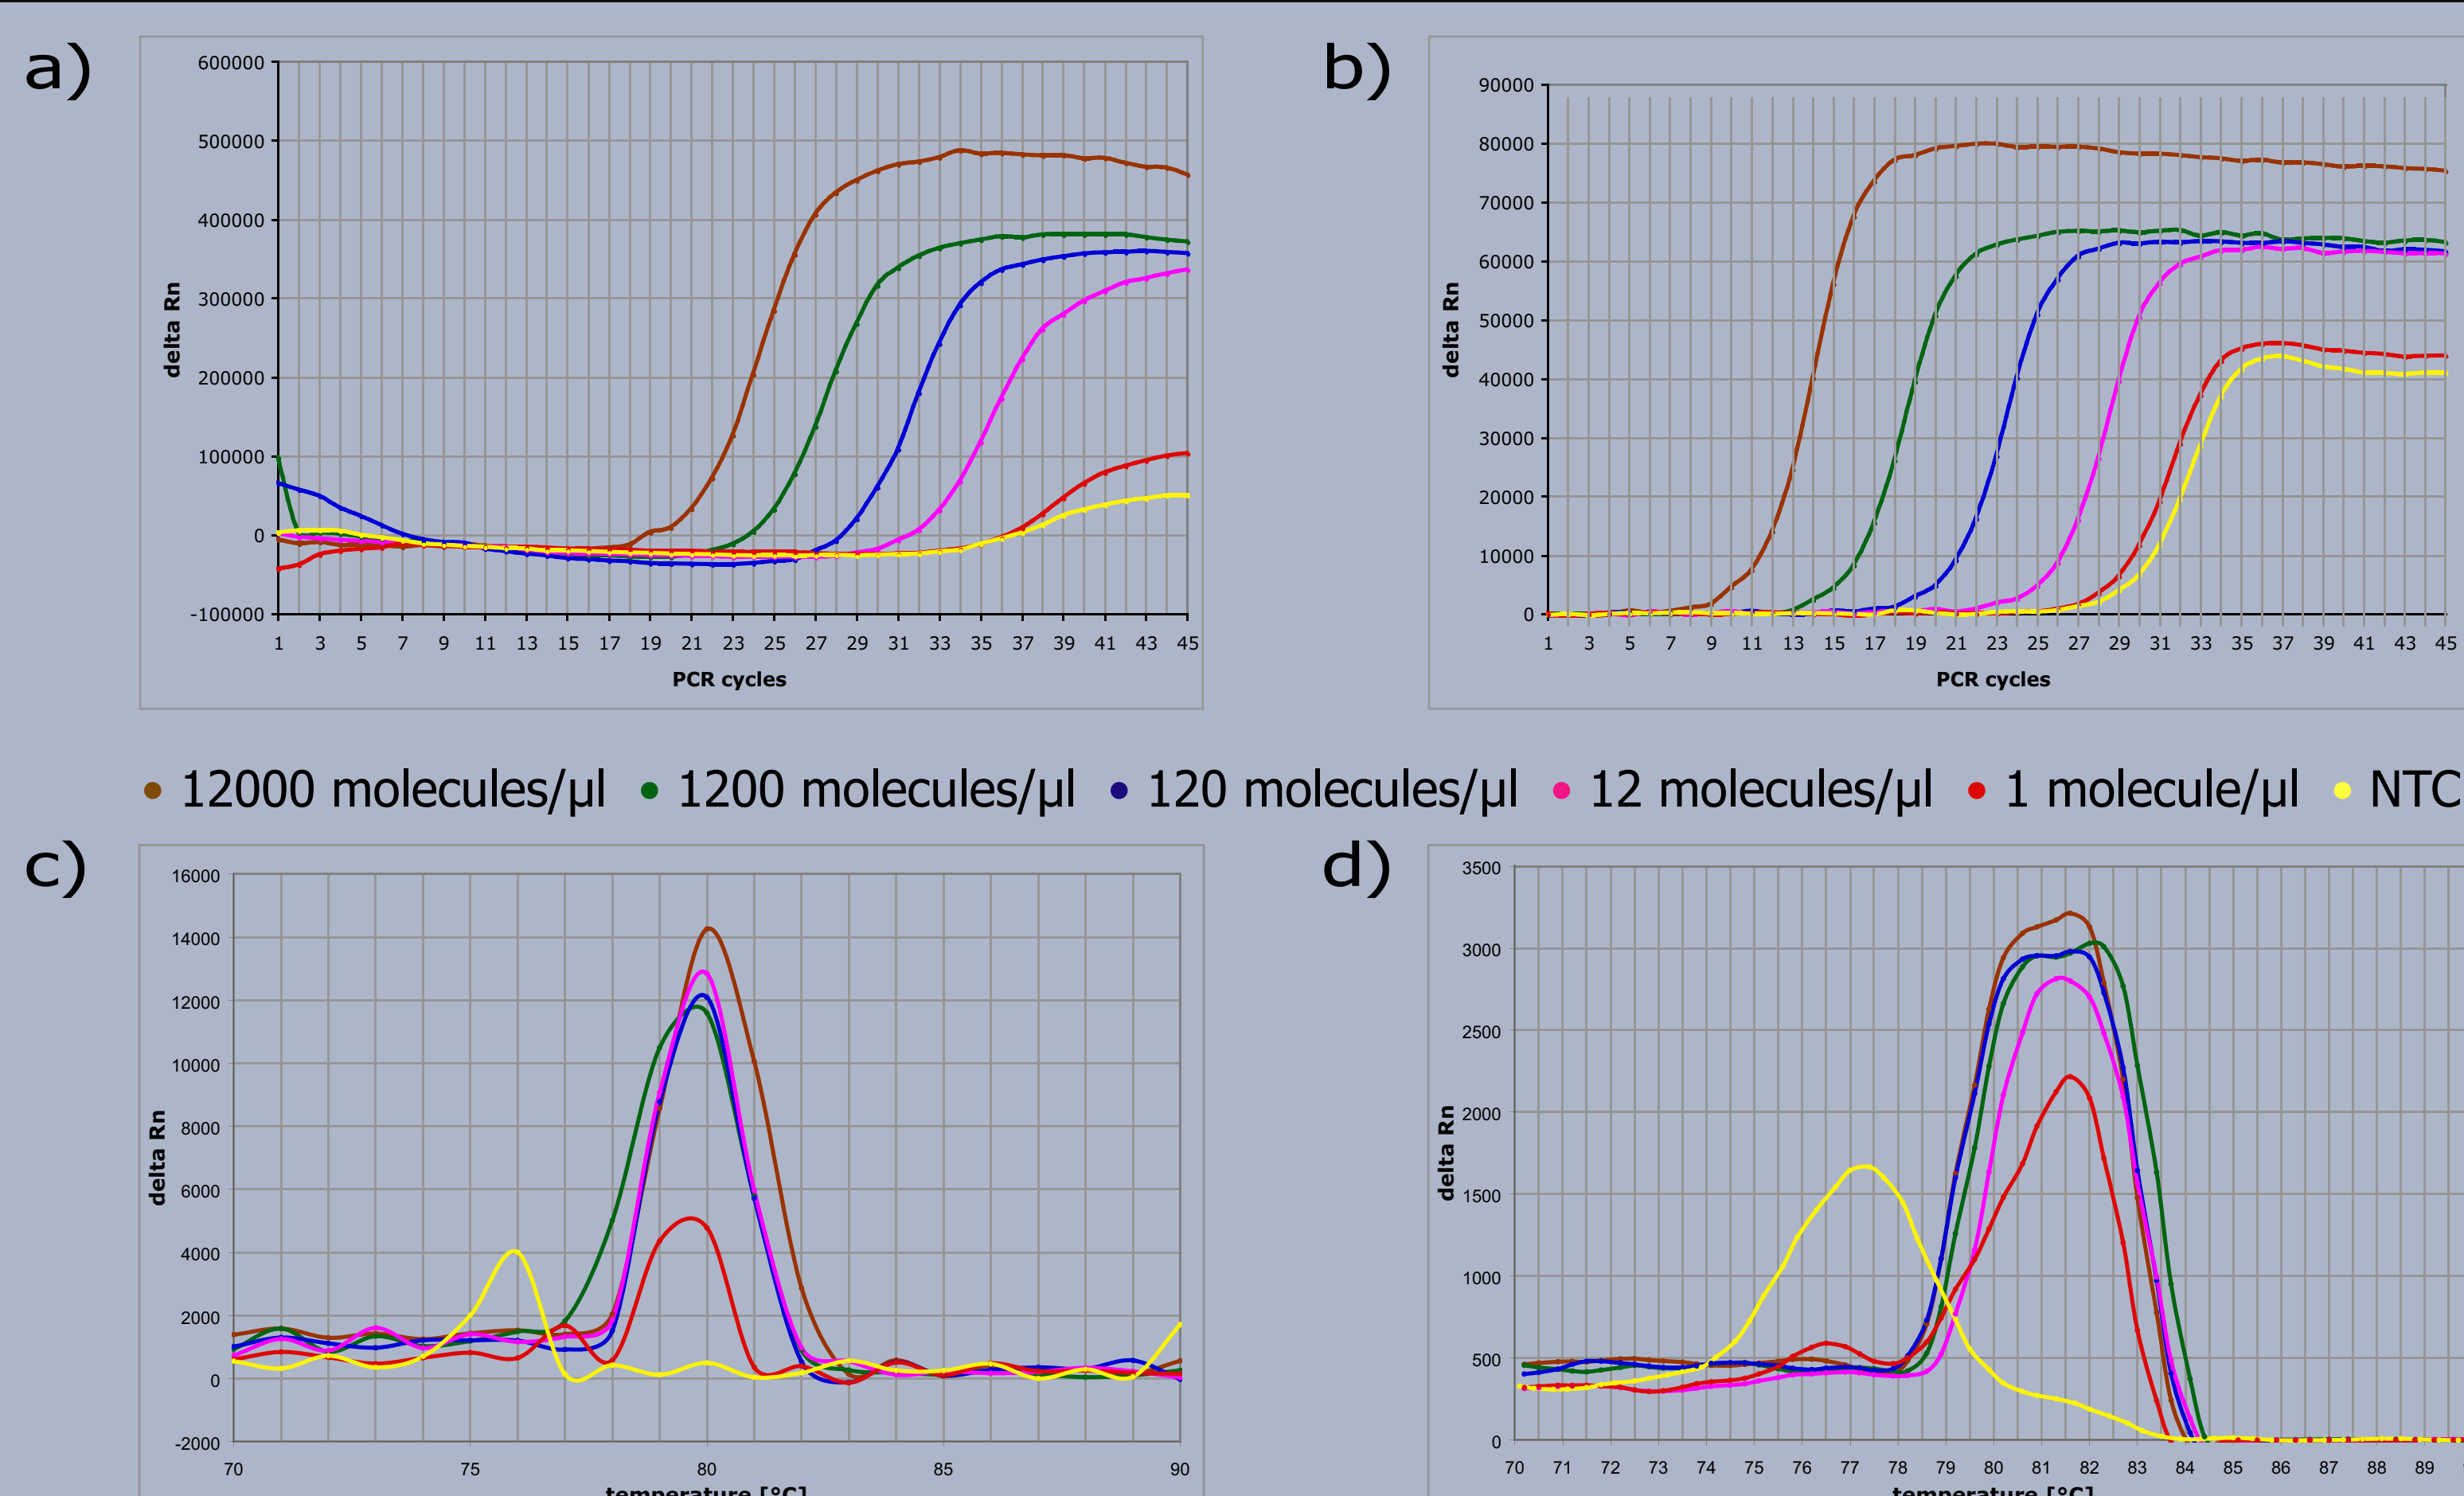 a)
600000
500000
400000
300000
200000
100000
0
-100000
delta Rn
1 3 5 7 9 11 13 15 17 19 21 23 25 27 29 31 33 35 37 39 41 43 45
PCR cycles
b)
90000
80000
70000
60000
50000
40000
30000
20000
10000
0
delta Rn
1 3 5 7 9 11 13 15 17 19 21 23 25 27 29 31 33 35 37 39 41 43 45
PCR cycles
12000 molecules/µl 1200 molecules/µl 120 molecules/µl 12 molecules/µl 1 molecule/µl NTC
c)
16000
14000
12000
10000
8000
6000
4000
2000
0
-2000
delta Rn
70 75 80 85 90
temperature [°C]
d)
3500
3000
2500
2000
1500
1000
500
0
delta Rn
70 71 72 73 74 75 76 77 78 79 80 81 82 83 84 85 86 87 88 89
temperature [°C]